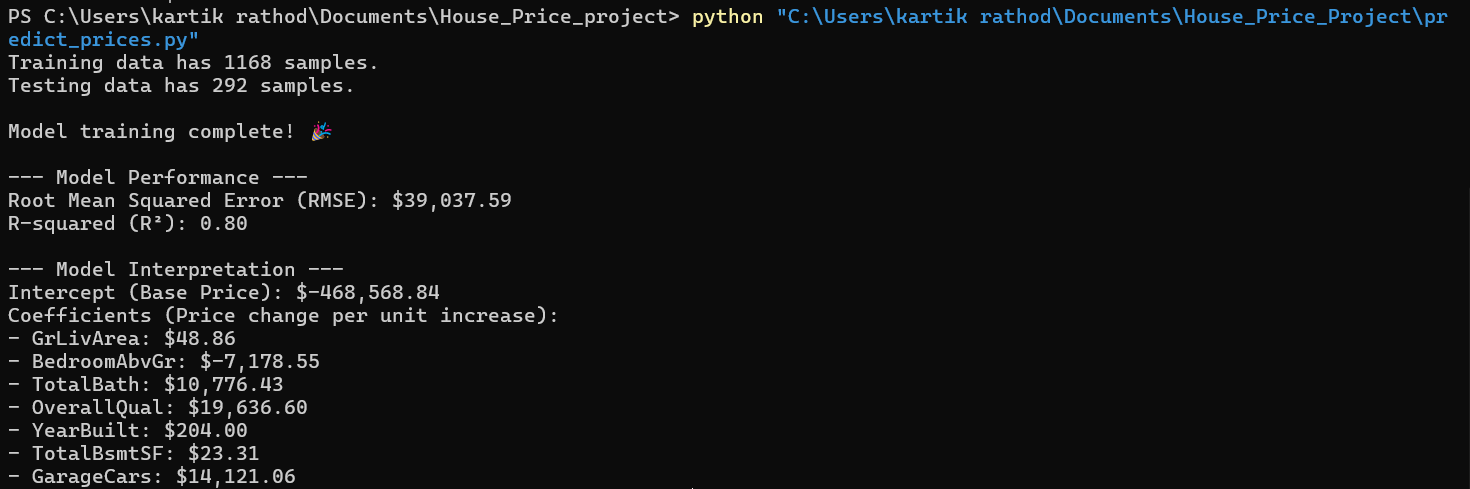 PS C:\Users\kartik rathod\Documents\House_Price_project> python "C:\Users\kartik rathod\Documents\House_Price_Project\pr
edict_prices.py"
Training data has 1168 samples.
Testing data has 292 samples.
Model training complete! 🎉
--- Model Performance ---
Root Mean Squared Error (RMSE): $39,037.59
R-squared (R²): 0.80
--- Model Interpretation ---
Intercept (Base Price): $-468,568.84
Coefficients (Price change per unit increase):
- GrLivArea: $48.86
- BedroomAbvGr: $-7,178.55
- TotalBath: $10,776.43
- OverallQual: $19,636.60
- YearBuilt: $204.00
- TotalBsmtSF: $23.31
- GarageCars: $14,121.06